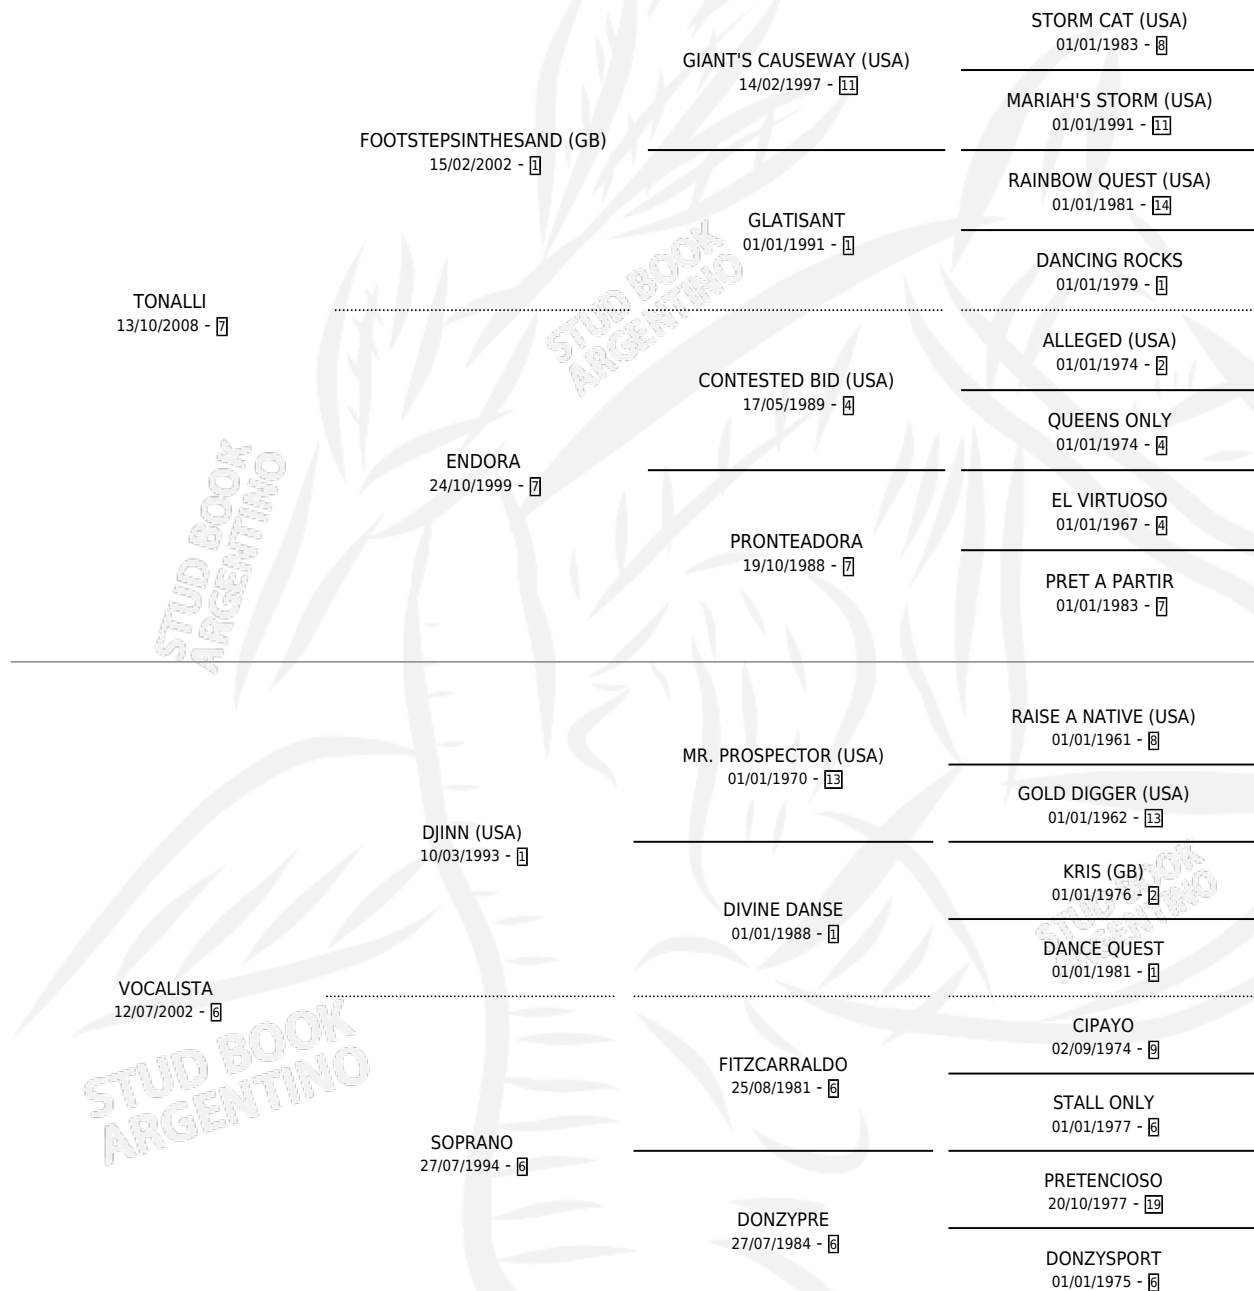 STORM CAT (USA)
01/01/1983 - 8
GIANT'S CAUSEWAY (USA)
14/02/1997 - 11
MARIAH'S STORM (USA)
01/01/1991 - 11
FOOTSTEPSINTHESAND (GB)
15/02/2002 - 1
RAINBOW QUEST (USA)
01/01/1981 - 14
GLATISANT
01/01/1991 - 1
DANCING ROCKS
01/01/1979 - 1
TONALLI
13/10/2008 - 7
STUD BOOK
ARGENTINO
ALLEGED (USA)
01/01/1974 - 2
CONTESTED BID (USA)
17/05/1989 - 4
QUEENS ONLY
01/01/1974 - 4
ENDORA
24/10/1999 - 7
EL VIRTUOSO
01/01/1967 - 4
PRONTEADORA
19/10/1988 - 7
PRET A PARTIR
01/01/1983 - 7
STUD BOOK
ARGENTINO
RAISE A NATIVE (USA)
01/01/1961 - 8
MR. PROSPECTOR (USA)
01/01/1970 - 13
GOLD DIGGER (USA)
01/01/1962 - 13
DJINN (USA)
10/03/1993 - 1
KRIS (GB)
01/01/1976 - 2
DIVINE DANSE
01/01/1988 - 1
DANCE QUEST
01/01/1981 - 1
STUD BOOK
ARGENTINO
VOCALISTA
12/07/2002 - 6
CIPAYO
02/09/1974 - 9
FITZCARRALDO
25/08/1981 - 6
STALL ONLY
01/01/1977 - 6
STUD BOOK
ARGENTINO
SOPRANO
27/07/1994 - 6
PRETENCIOSO
20/10/1977 - 19
DONZYPRE
27/07/1984 - 6
DONZYSPORT
01/01/1975 - 6